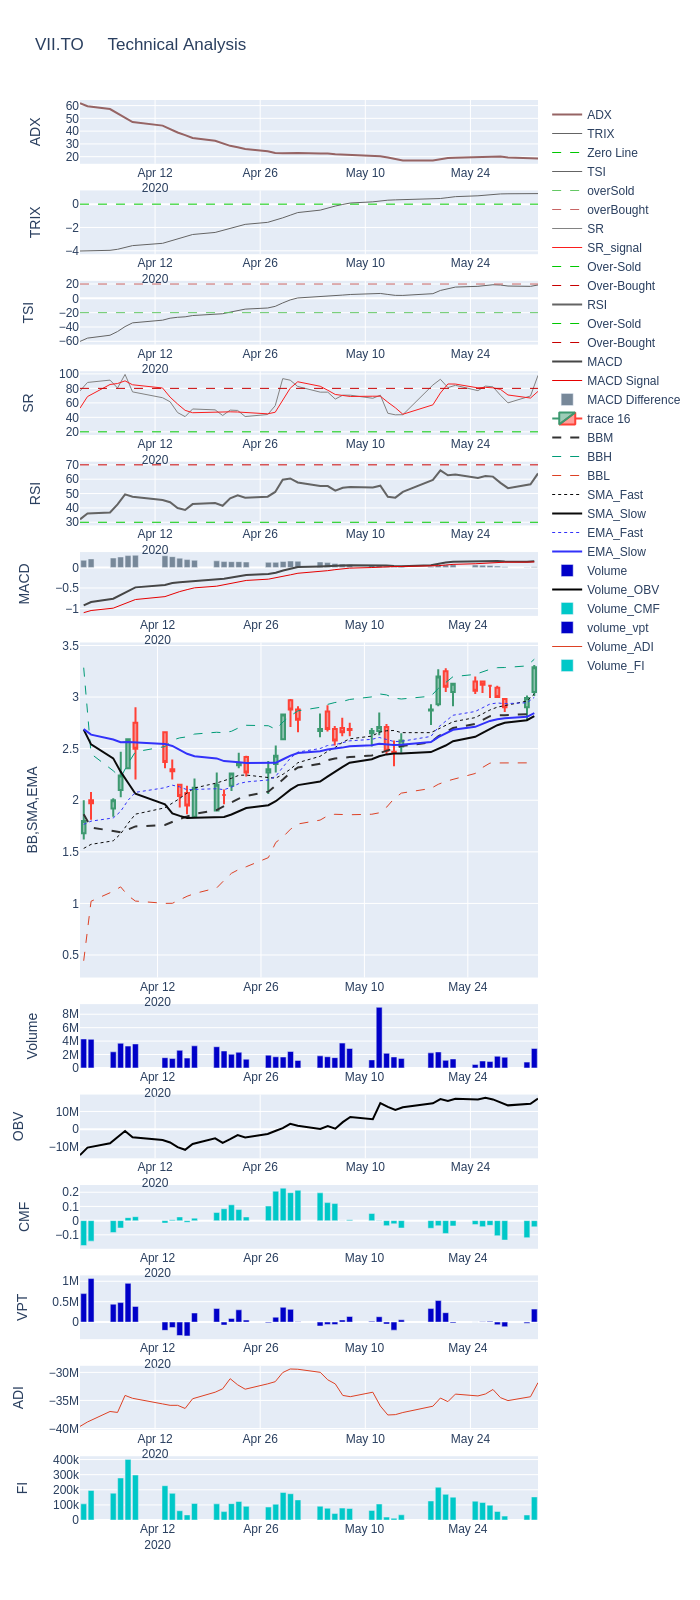 VII.TO Technical Analysis
ADX
60
50
40
30
20
Apr 12
2020
Apr 26
May 10
May 24
TRIX
0
−2
−4
Apr 12
2020
Apr 26
May 10
May 24
TSI
20
0
−20
−40
−60
Apr 12
2020
Apr 26
May 10
May 24
SR
100
80
60
40
20
Apr 12
2020
Apr 26
May 10
May 24
RSI
70
60
50
40
30
Apr 12
2020
Apr 26
May 10
May 24
MACD
0
−0.5
−1
Apr 12
2020
Apr 26
May 10
May 24
BB,SMA,EMA
3.5
3
2.5
2
1.5
1
0.5
Apr 12
2020
Apr 26
May 10
May 24
Volume
8M
6M
4M
2M
0
Apr 12
2020
Apr 26
May 10
May 24
OBV
10M
0
−10M
Apr 12
2020
Apr 26
May 10
May 24
CMF
0.2
0.1
0
−0.1
Apr 12
2020
Apr 26
May 10
May 24
VPT
1M
0.5M
0
Apr 12
2020
Apr 26
May 10
May 24
ADI
−30M
−35M
−40M
Apr 12
2020
Apr 26
May 10
May 24
FI
400k
300k
200k
100k
0
Apr 12
2020
Apr 26
May 10
May 24
ADX
TRIX
Zero Line
TSI
overSold
overBought
SR
SR_signal
Over-Sold
Over-Bought
RSI
Over-Sold
Over-Bought
MACD
MACD Signal
MACD Difference
trace 16
BBM
BBH
BBL
SMA_Fast
SMA_Slow
EMA_Fast
EMA_Slow
Volume
Volume_OBV
Volume_CMF
volume_vpt
Volume_ADI
Volume_FI